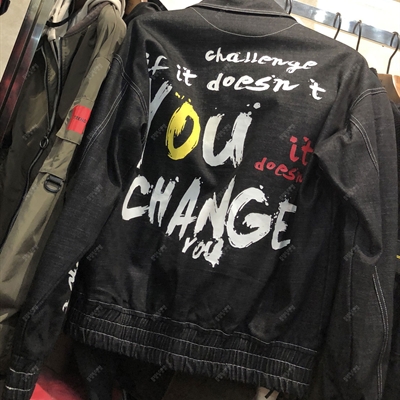 challenge
if it doesn't
YOU it
doesn
CHANGE
YOU